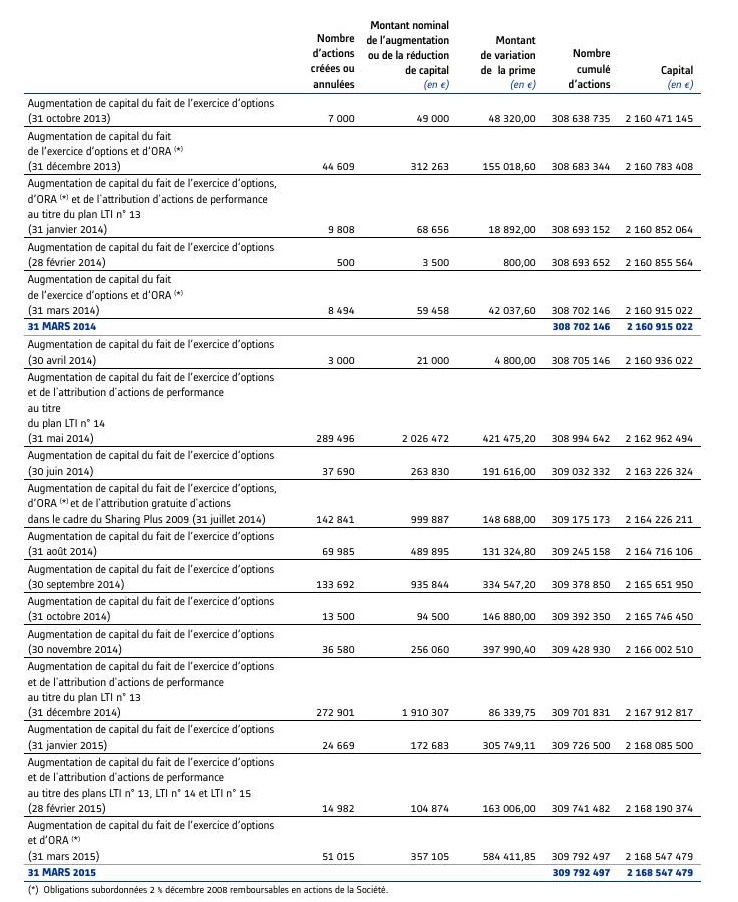 Nombre d'actions créées ou annulées | Montant nominal de l'augmentation ou de la réduction de capital (en €) | Montant de variation de la prime (en €) | Nombre cumulé d'actions | Capital (en €)
Augmentation de capital du fait de l'exercice d'options
(31 octobre 2013) 7 000 49 000 48 320,00 308 638 735 2 160 471 145
Augmentation de capital du fait
de l'exercice d'options et d'ORA (*)
(31 décembre 2013) 44 609 312 263 155 018,60 308 683 344 2 160 783 408
Augmentation de capital du fait de l'exercice d'options,
d'ORA (*) et de l'attribution d'actions de performance
au titre du plan LTI n° 13
(31 janvier 2014) 9 808 68 656 18 892,00 308 693 152 2 160 852 064
Augmentation de capital du fait de l'exercice d'options
(28 février 2014) 500 3 500 800,00 308 693 652 2 160 855 564
Augmentation de capital du fait
de l'exercice d'options et d'ORA (*)
(31 mars 2014) 8 494 59 458 42 037,60 308 702 146 2 160 915 022
31 MARS 2014 308 702 146 2 160 915 022
Augmentation de capital du fait de l'exercice d'options
(30 avril 2014) 3 000 21 000 4 800,00 308 705 146 2 160 936 022
Augmentation de capital du fait de l'exercice d'options
et de l'attribution d'actions de performance
au titre
du plan LTI n° 14
(31 mai 2014) 289 496 2 026 472 421 475,20 308 994 642 2 162 962 494
Augmentation de capital du fait de l'exercice d'options
(30 juin 2014) 37 690 263 830 191 616,00 309 032 332 2 163 226 324
Augmentation de capital du fait de l'exercice d'options,
d'ORA (*) et de l'attribution gratuite d'actions
dans le cadre du Sharing Plus 2009 (31 juillet 2014) 142 841 999 887 148 688,00 309 175 173 2 164 226 211
Augmentation de capital du fait de l'exercice d'options
(31 août 2014) 69 985 489 895 131 324,80 309 245 158 2 164 716 106
Augmentation de capital du fait de l'exercice d'options
(30 septembre 2014) 133 692 935 844 334 547,20 309 378 850 2 165 651 950
Augmentation de capital du fait de l'exercice d'options
(31 octobre 2014) 13 500 94 500 146 880,00 309 392 350 2 165 746 450
Augmentation de capital du fait de l'exercice d'options
(30 novembre 2014) 36 580 256 060 397 990,40 309 428 930 2 166 002 510
Augmentation de capital du fait de l'exercice d'options
et de l'attribution d'actions de performance
au titre du plan LTI n° 13
(31 décembre 2014) 272 901 1 910 307 86 339,75 309 701 831 2 167 912 817
Augmentation de capital du fait de l'exercice d'options
(31 janvier 2015) 24 669 172 683 305 749,11 309 726 500 2 168 085 500
Augmentation de capital du fait de l'exercice d'options
et de l'attribution d'actions de performance
au titre des plans LTI n° 13, LTI n° 14 et LTI n° 15
(28 février 2015) 14 982 104 874 163 006,00 309 741 482 2 168 190 374
Augmentation de capital du fait de l'exercice d'options
et d'ORA (*)
(31 mars 2015) 51 015 357 105 584 411,85 309 792 497 2 168 547 479
31 MARS 2015 309 792 497 2 168 547 479
(*) Obligations subordonnées 2 % décembre 2008 remboursables en actions de la Société.